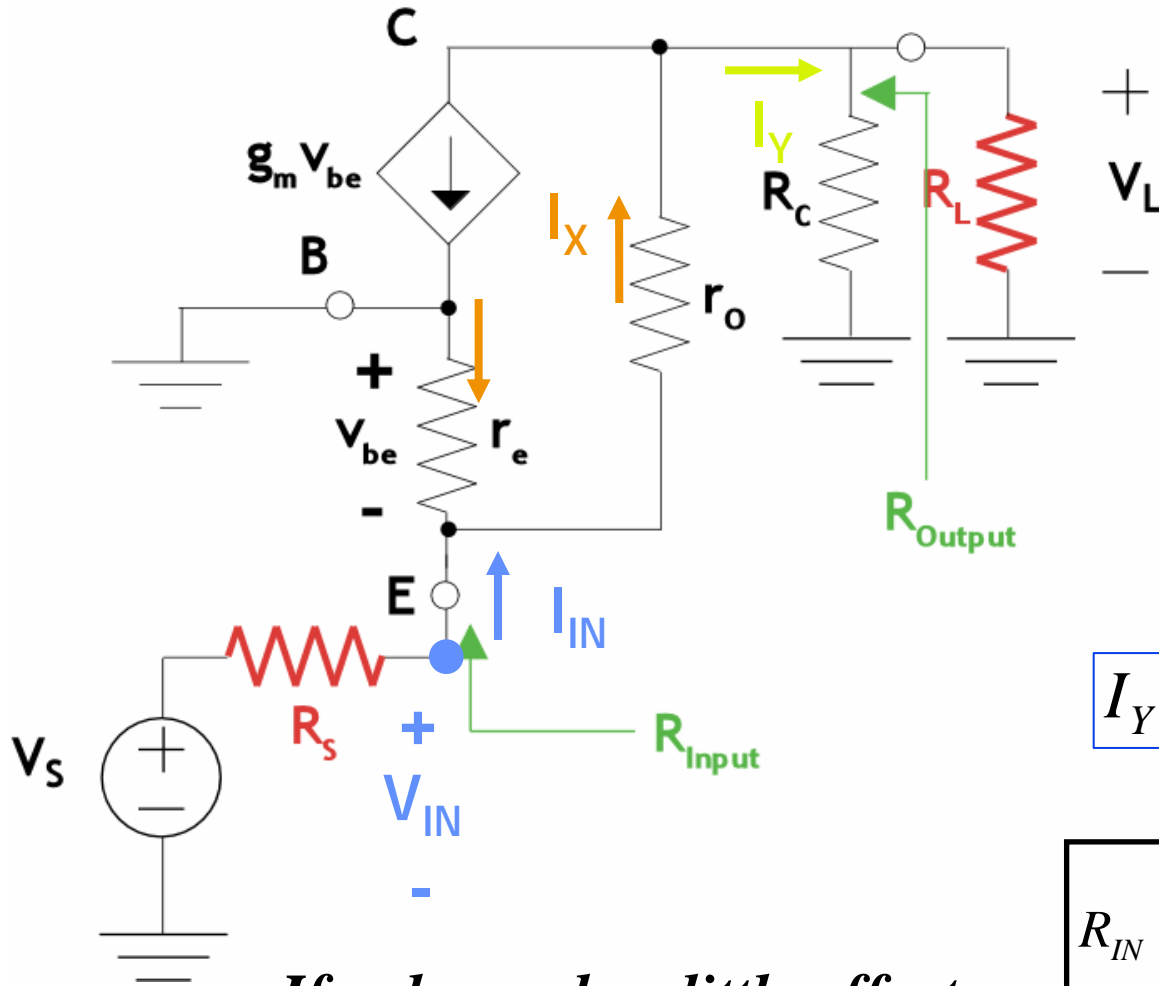 C
g_m v_be
I_Y
+
I_X
R_C
R_L
V_L
B
r_o
−
+
v_be
r_e
-
R_Output
E
I_IN
I_Y
R_S
+
R_Input
V_S
+
−
V_IN
-
R_IN